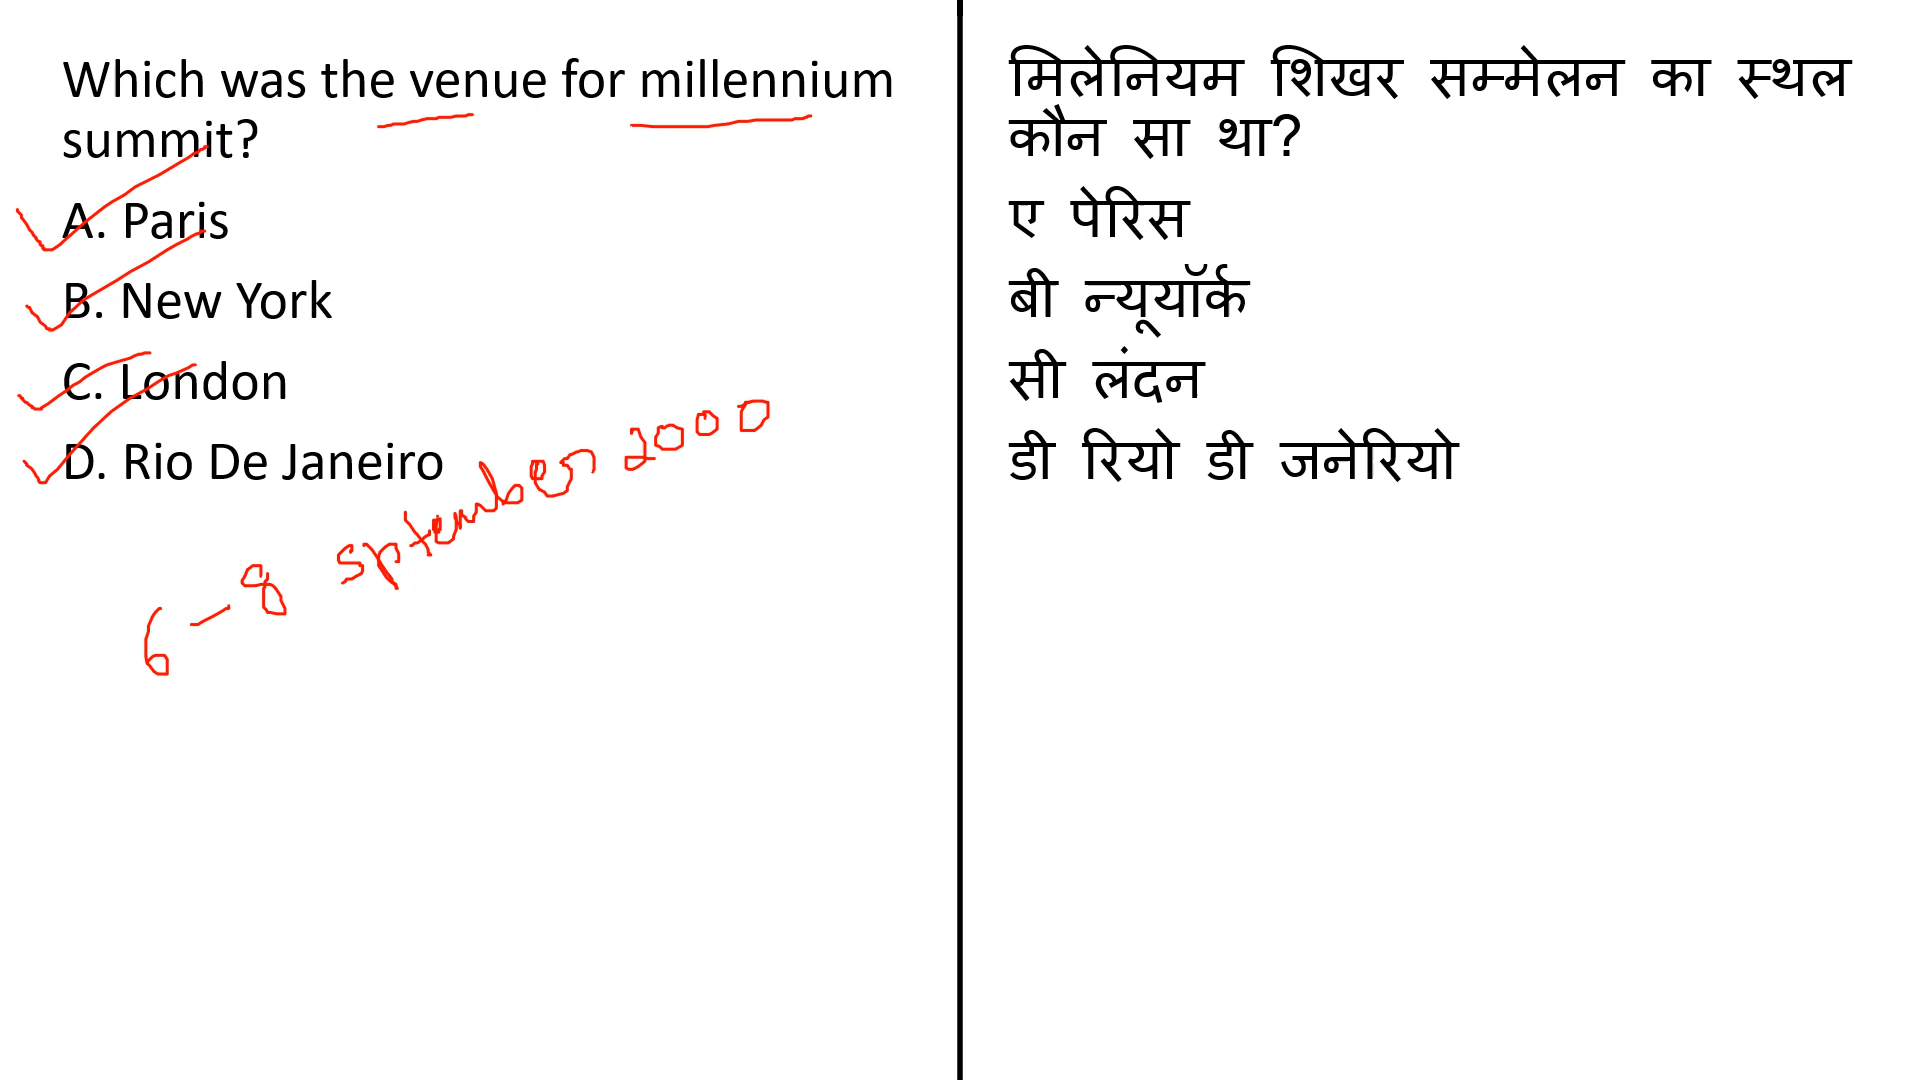 Which was the venue for millennium
summit?
A. Paris
B. New York
C. London
D. Rio De Janeiro
6-8 sptember 2000
मिलेनियम शिखर सम्मेलन का स्थल
कौन सा था?
ए पेरिस
बी न्यूयॉर्क
सी लंदन
डी रियो डी जनेरियो